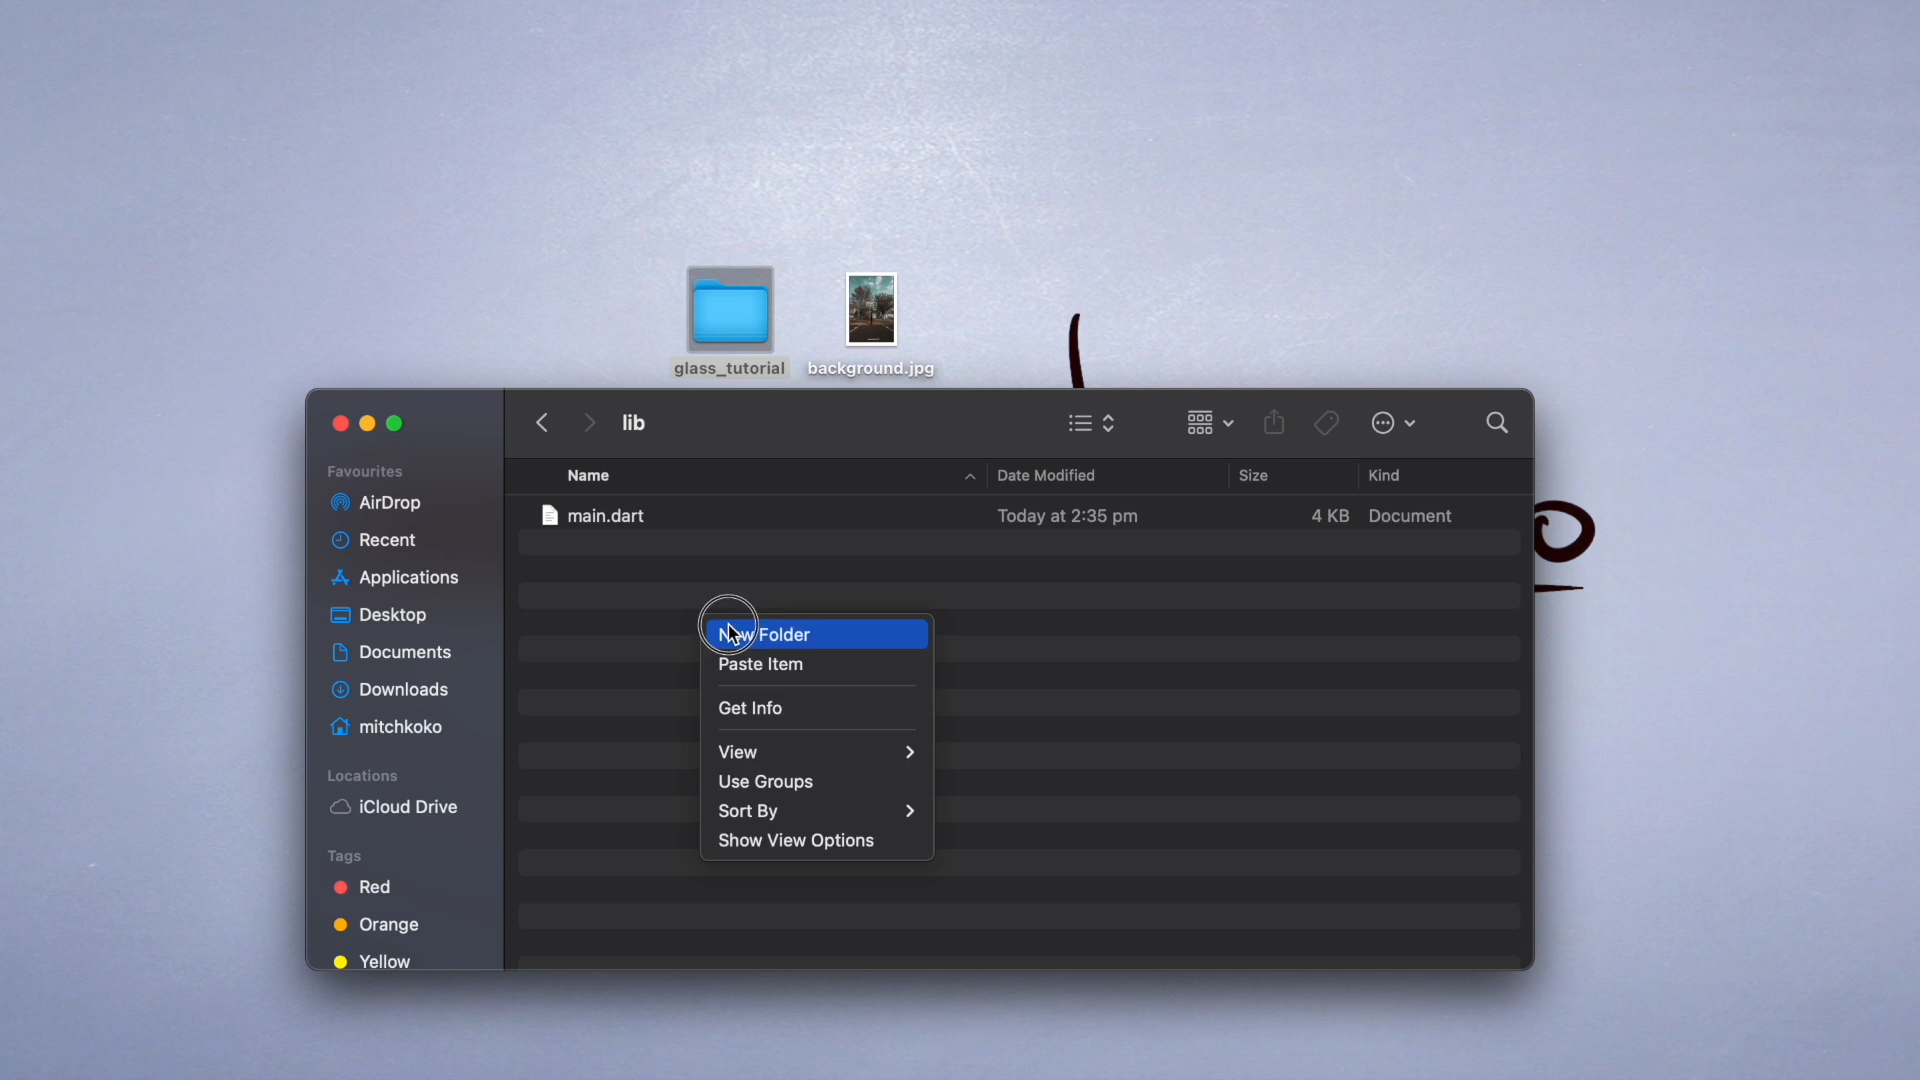 glass_tutorial
background.jpg
lib
Favourites
AirDrop
Recent
Applications
Desktop
Documents
Downloads
mitchkoko
Locations
iCloud Drive
Tags
Red
Orange
Yellow
Name
Date Modified
Size
Kind
main.dart
Today at 2:35 pm
4 KB
Document
New Folder
Paste Item
Get Info
View
Use Groups
Sort By
Show View Options